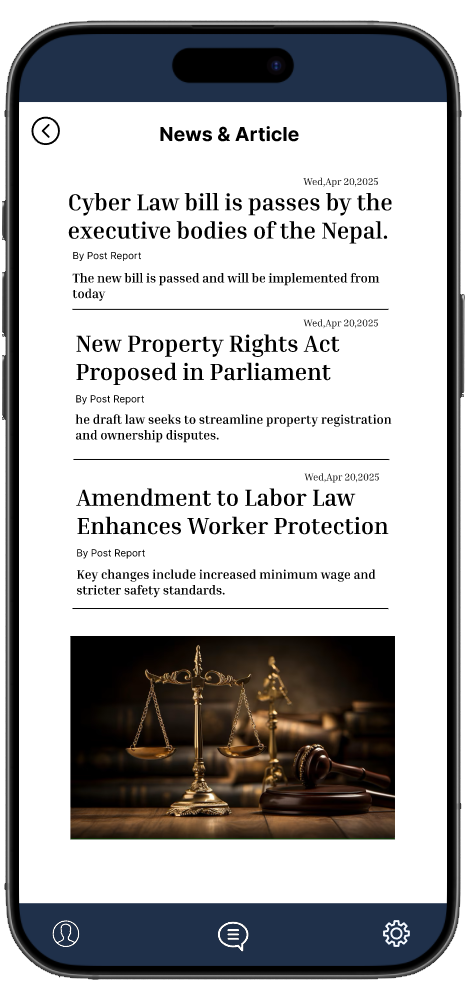 News & Article
Wed,Apr 20,2025
Cyber Law bill is passes by the
executive bodies of the Nepal.
By Post Report
The new bill is passed and will be implemented from
today
Wed,Apr 20,2025
New Property Rights Act
Proposed in Parliament
By Post Report
he draft law seeks to streamline property registration
and ownership disputes.
Wed,Apr 20,2025
Amendment to Labor Law
Enhances Worker Protection
By Post Report
Key changes include increased minimum wage and
stricter safety standards.